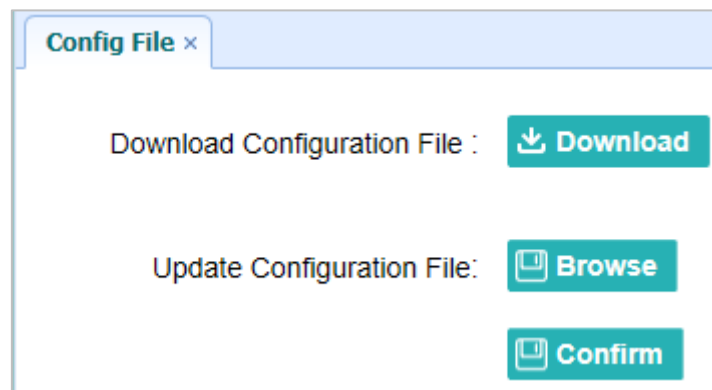 Config File ×
Download Configuration File : Download
Update Configuration File: Browse
Confirm